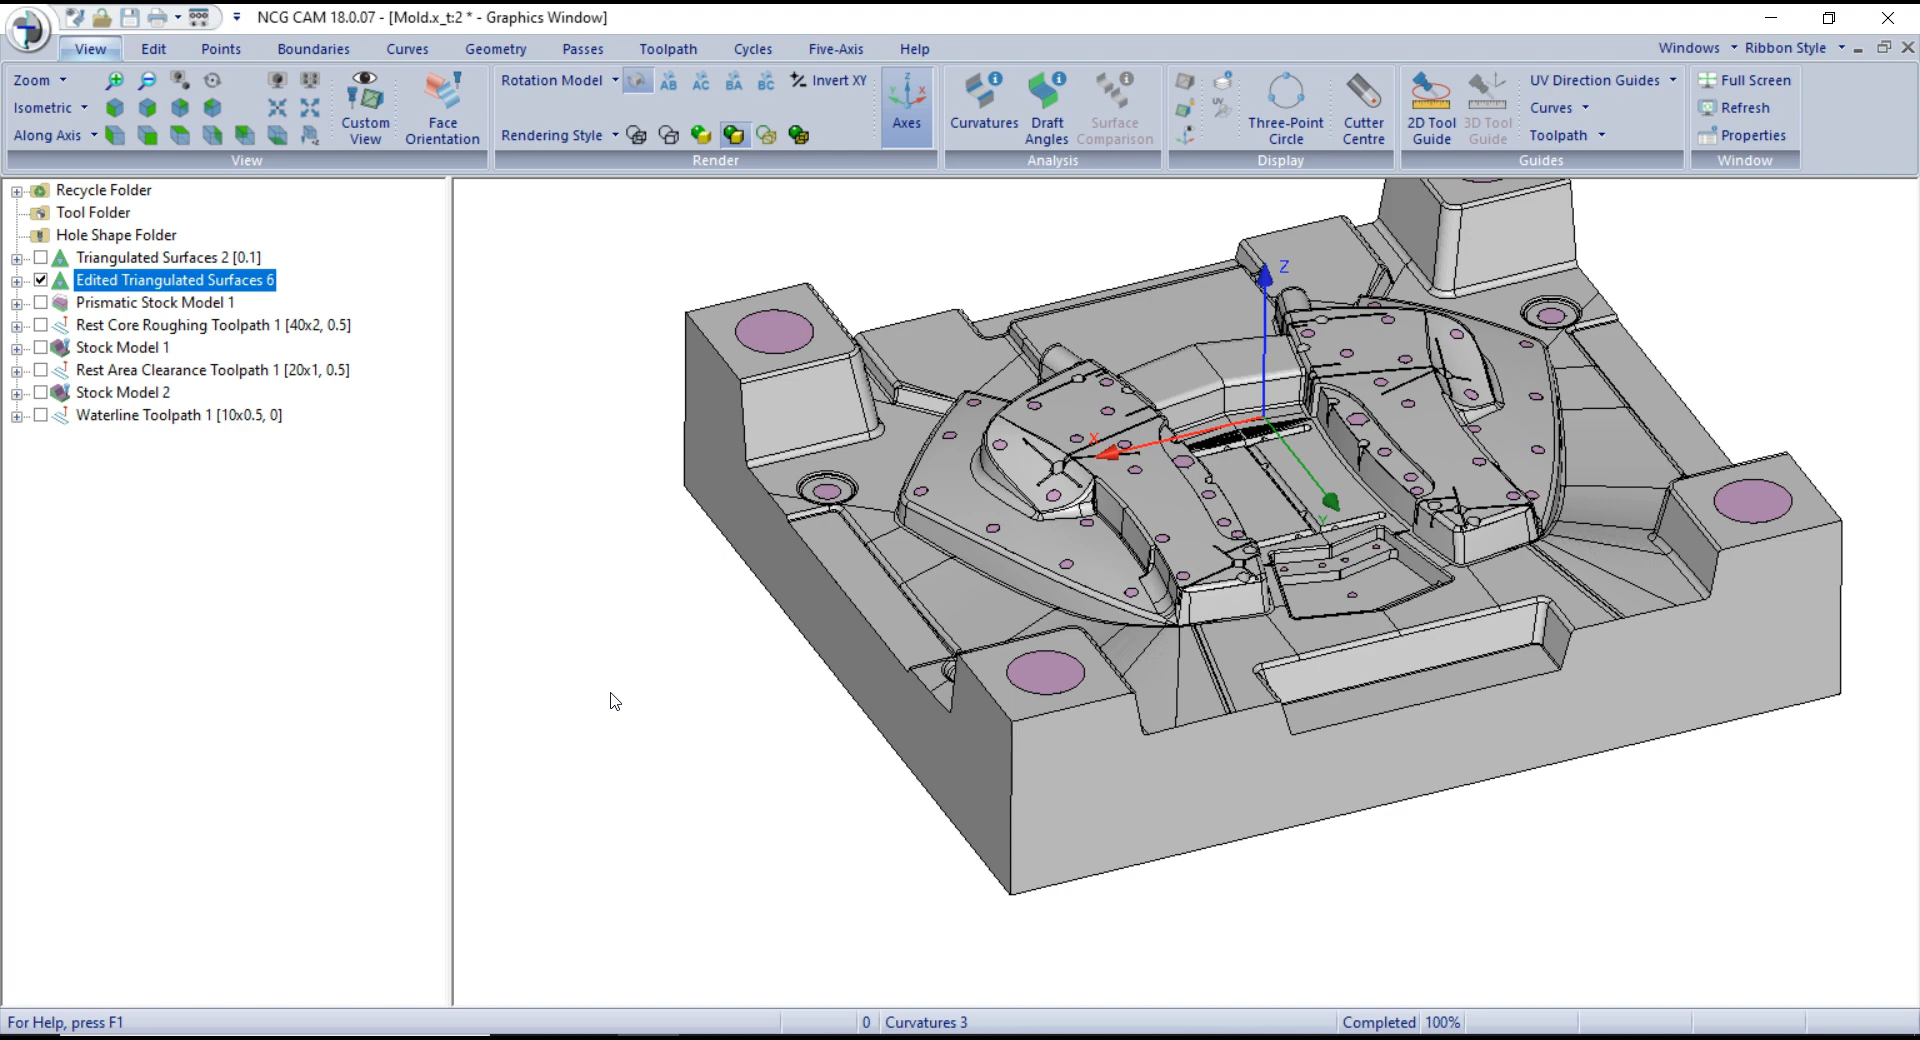 NCG CAM 18.0.07 - [Mold.x_t:2 * - Graphics Window]
View Edit Points Boundaries Curves Geometry Passes Toolpath Cycles Five-Axis Help Windows Ribbon Style
Zoom
Isometric
Along Axis
Custom View
Face Orientation
View
Rotation Model AB AC BA BC Invert XY
Rendering Style
Z
Y X
Axes
Render
Curvatures
Draft Angles
Surface Comparison
Analysis
UV
Three-Point Circle
Cutter Centre
Display
2D Tool Guide
3D Tool Guide
UV Direction Guides
Curves
Toolpath
Guides
Full Screen
Refresh
Properties
Window
Recycle Folder
Tool Folder
Hole Shape Folder
Triangulated Surfaces 2 [0.1]
Edited Triangulated Surfaces 6
Prismatic Stock Model 1
Rest Core Roughing Toolpath 1 [40x2, 0.5]
Stock Model 1
Rest Area Clearance Toolpath 1 [20x1, 0.5]
Stock Model 2
Waterline Toolpath 1 [10x0.5, 0]
Z
X
Y
For Help, press F1 0 Curvatures 3 Completed 100%